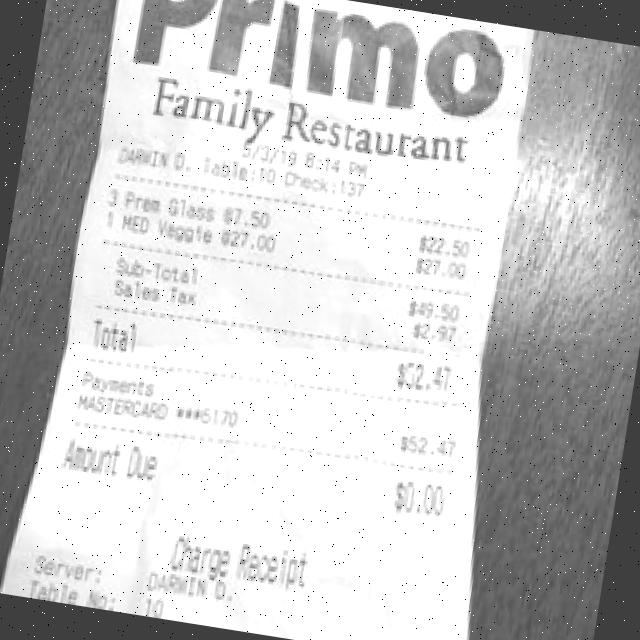 Primo
Family Restaurant
5/3/19 6:14 PM
DARWIN D. Table:10 Check:137
3 Prem Glass @7.50 $22.50
1 MED Veggie @27.00 $27.00
Sub-Total $49.50
Sales Tax $2.97
Total $52.47
Payments
MASTERCARD ***5170 $52.47
Amount Due $0.00
Charge Receipt
Server: DARWIN D.
Table No: 10